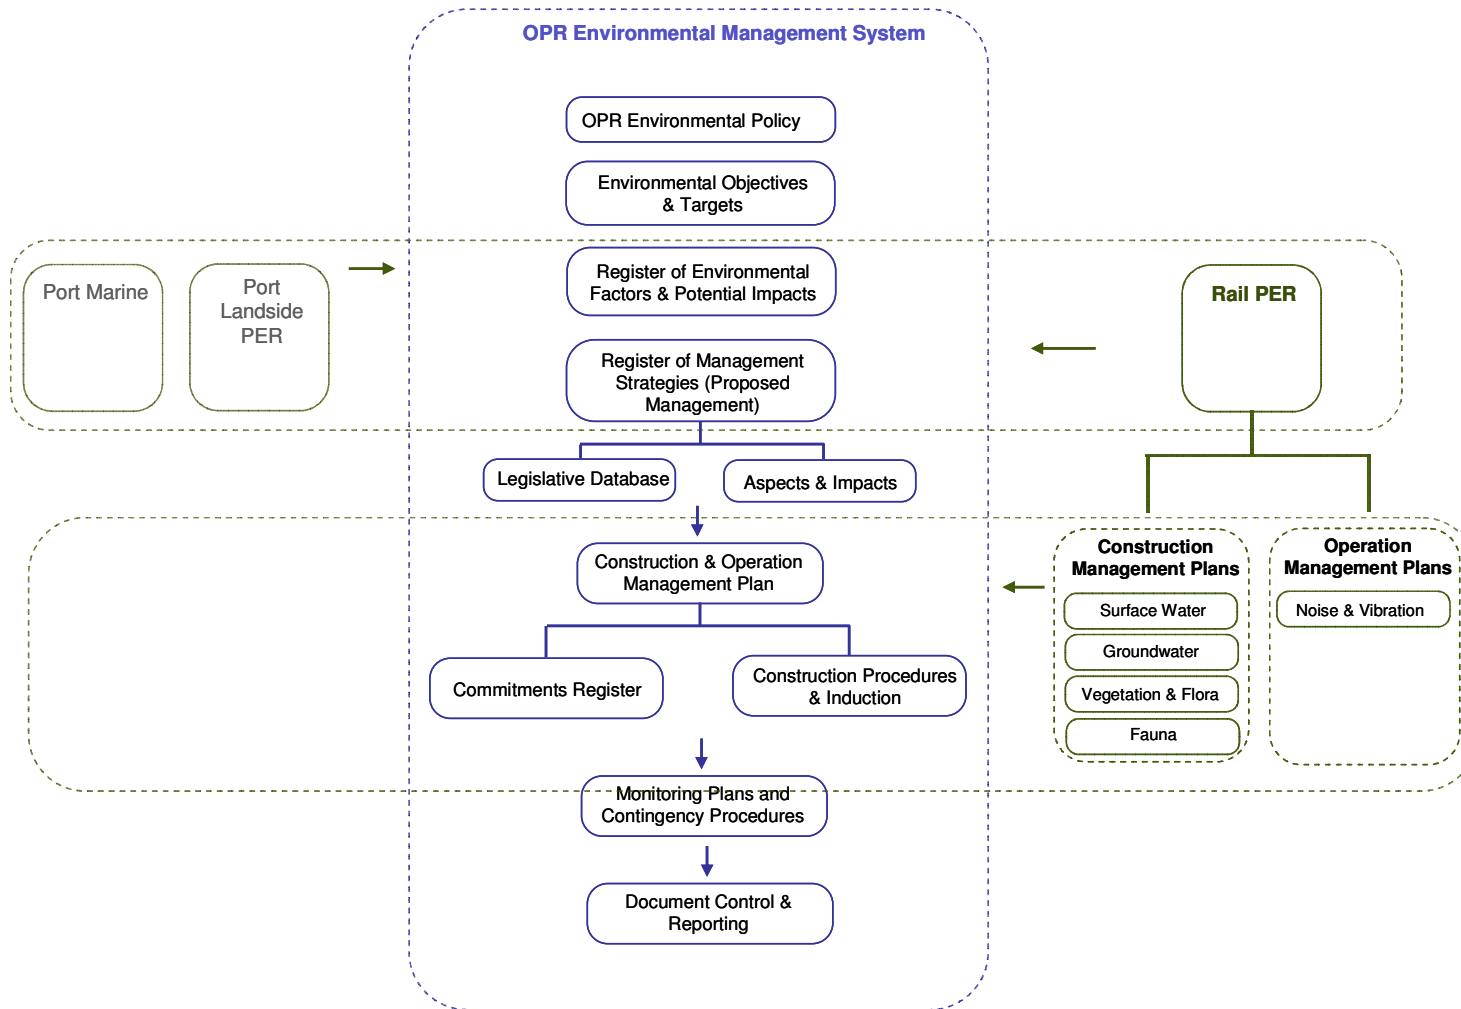 OPR Environmental Management System
OPR Environmental Policy
Environmental Objectives
& Targets
Port Marine
Port
Landside
PER
Register of Environmental
Factors & Potential Impacts
Rail PER
Register of Management
Strategies (Proposed
Management)
Legislative Database
Aspects & Impacts
Construction & Operation
Management Plan
Construction
Management Plans
Operation
Management Plans
Surface Water
Noise & Vibration
Groundwater
Vegetation & Flora
Fauna
Commitments Register
Construction Procedures
& Induction
Monitoring Plans and
Contingency Procedures
Document Control &
Reporting